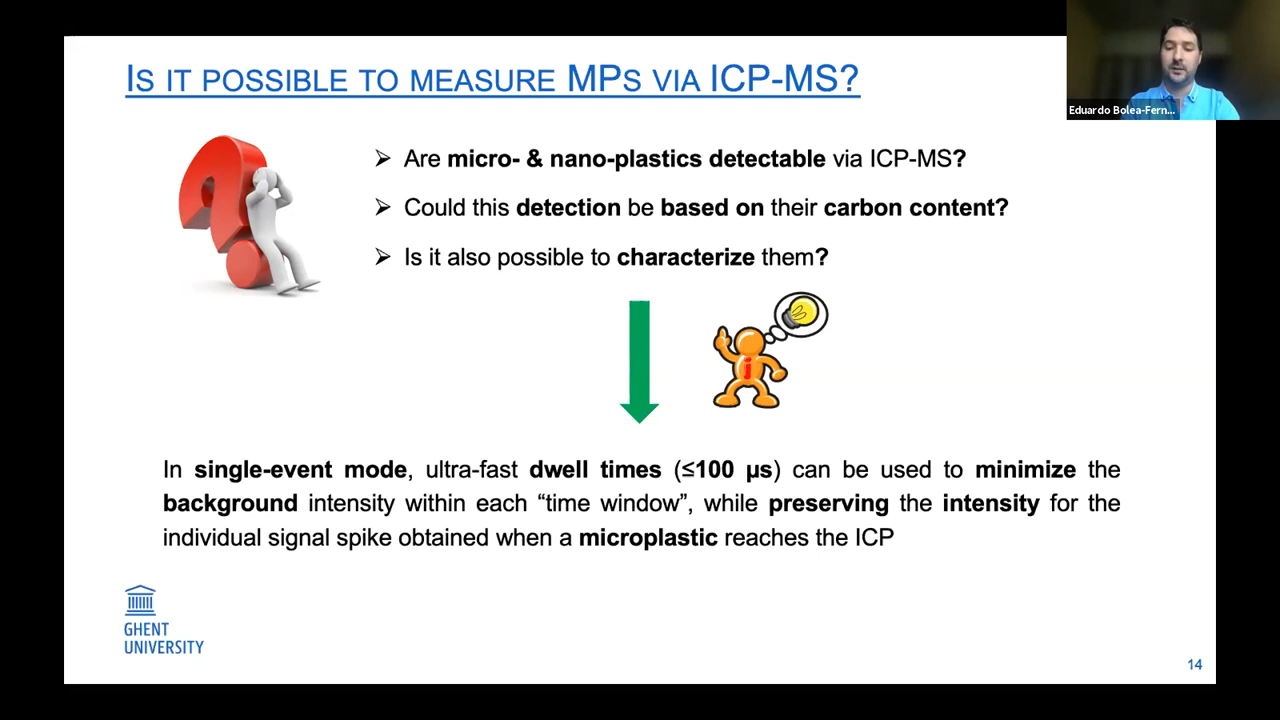 IS IT POSSIBLE TO MEASURE MPS VIA ICP-MS?
Eduardo Bolea-Fern...
➢ Are micro- & nano-plastics detectable via ICP-MS?
➢ Could this detection be based on their carbon content?
➢ Is it also possible to characterize them?
In single-event mode, ultra-fast dwell times (≤100 µs) can be used to minimize the
background intensity within each “time window”, while preserving the intensity for the
individual signal spike obtained when a microplastic reaches the ICP
GHENT
UNIVERSITY
14